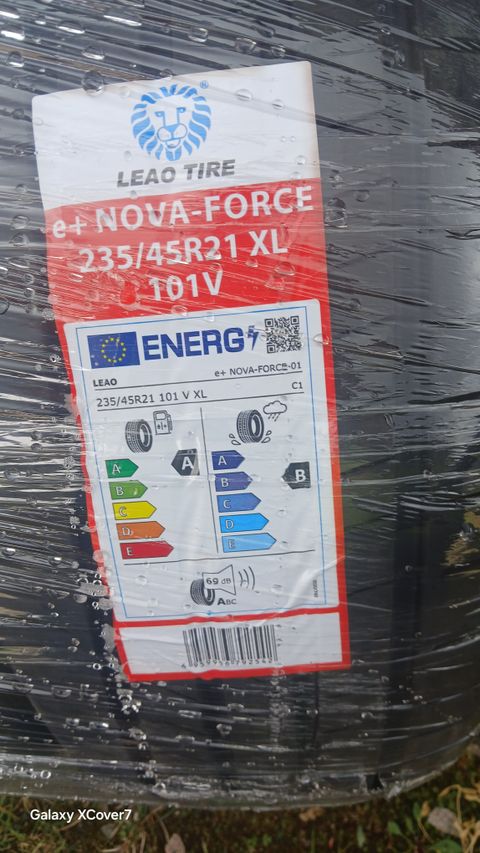 ®
LEAO TIRE
e+ NOVA-FORCE
235/45R21 XL
101V
ENERG
LEAO e+ NOVA-FORCE-01
235/45R21 101 V XL C1
A
B
C
D
E
A
A
B
C
D
E
B
69 dB
ABC
Galaxy XCover7